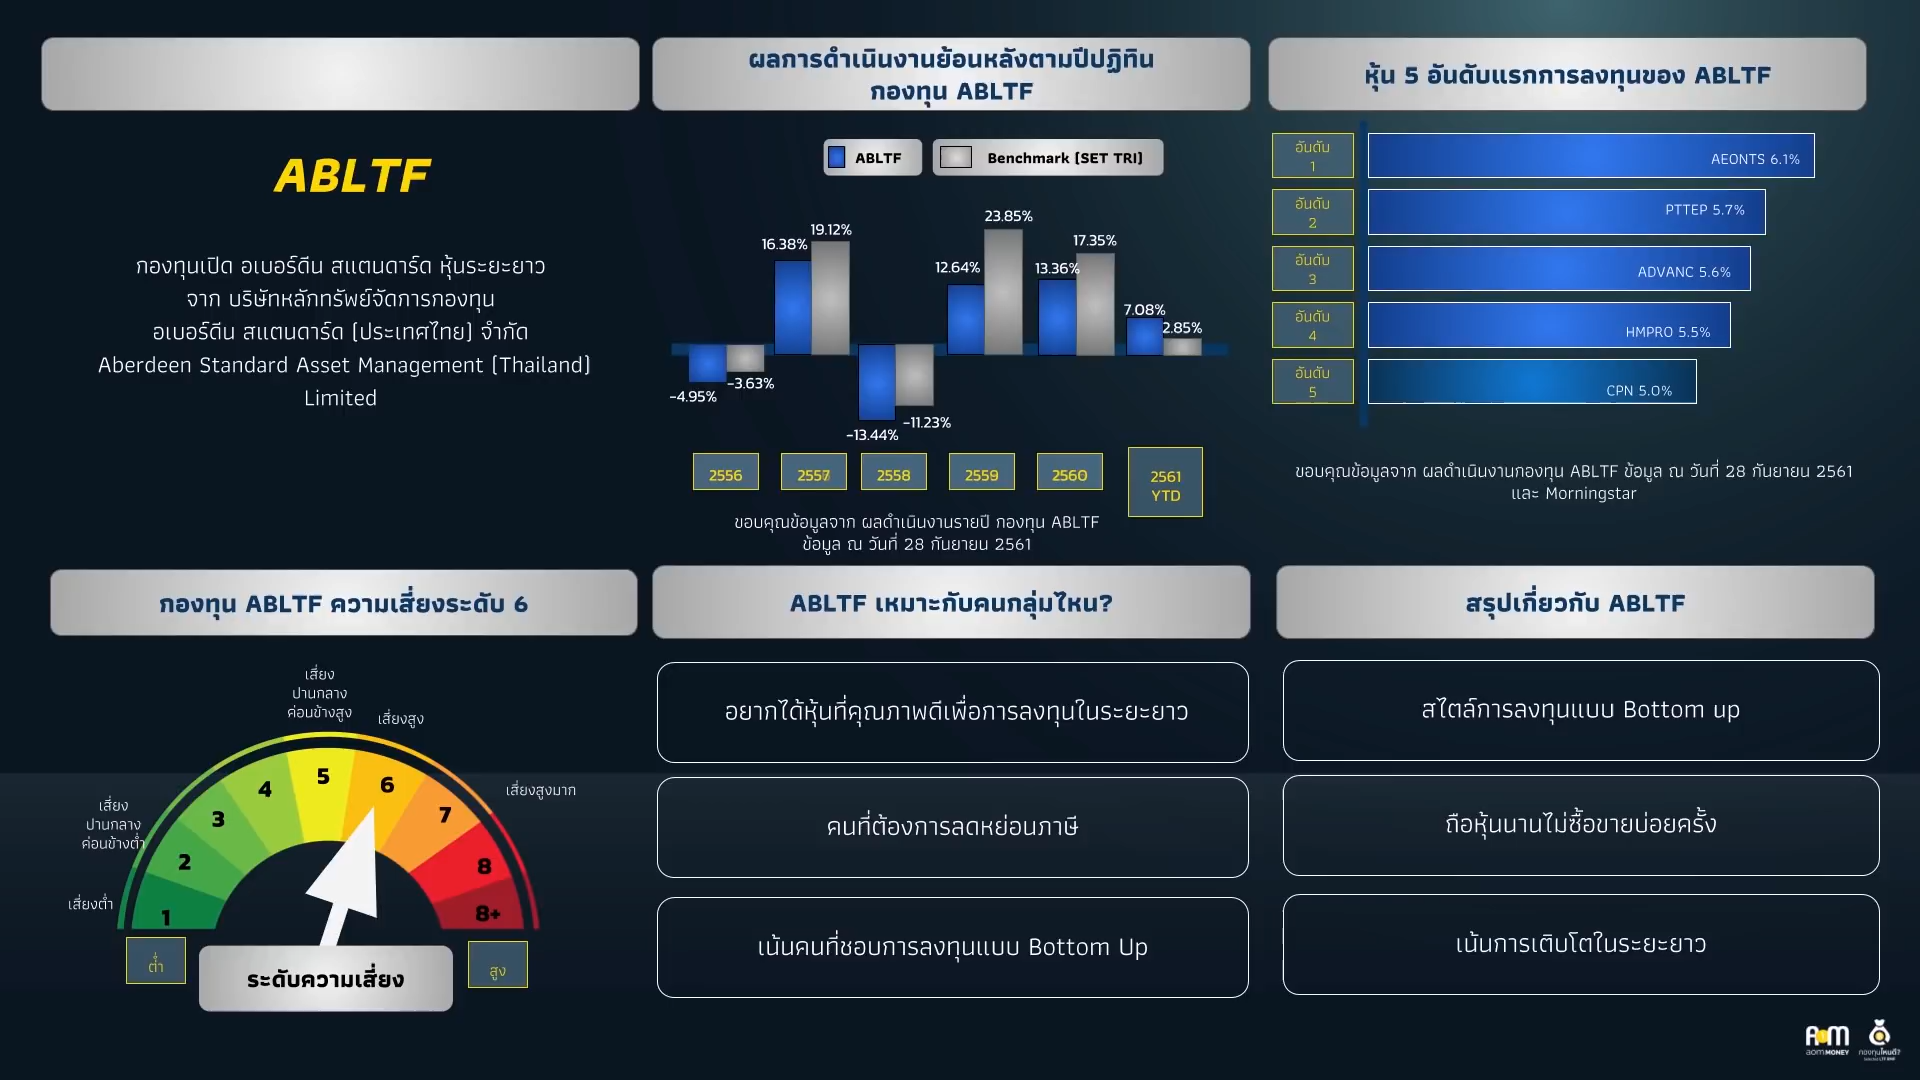 ABLTF
กองทุนเปิด อเบอร์ดีน สแตนดาร์ด หุ้นระยะยาว
จาก บริษัทหลักทรัพย์จัดการกองทุน
อเบอร์ดีน สแตนดาร์ด (ประเทศไทย) จำกัด
Aberdeen Standard Asset Management (Thailand)
Limited
ผลการดำเนินงานย้อนหลังตามปีปฏิทิน
กองทุน ABLTF
ABLTF
Benchmark (SET TRI)
-4.95%
-3.63%
16.38%
19.12%
-13.44%
-11.23%
12.64%
23.85%
13.36%
17.35%
7.08%
2.85%
2556
2557
2558
2559
2560
2561
YTD
ขอบคุณข้อมูลจาก ผลดำเนินงานรายปี กองทุน ABLTF
ข้อมูล ณ วันที่ 28 กันยายน 2561
หุ้น 5 อันดับแรกการลงทุนของ ABLTF
อันดับ
1
AEONTS 6.1%
อันดับ
2
PTTEP 5.7%
อันดับ
3
ADVANC 5.6%
อันดับ
4
HMPRO 5.5%
อันดับ
5
CPN 5.0%
ขอบคุณข้อมูลจาก ผลดำเนินงานกองทุน ABLTF ข้อมูล ณ วันที่ 28 กันยายน 2561
และ Morningstar
กองทุน ABLTF ความเสี่ยงระดับ 6
เสี่ยง
ปานกลาง
ค่อนข้างสูง
เสี่ยงสูง
เสี่ยงสูงมาก
เสี่ยง
ปานกลาง
ค่อนข้างต่ำ
เสี่ยงต่ำ
1
2
3
4
5
6
7
8
8+
ต่ำ
สูง
ระดับความเสี่ยง
ABLTF เหมาะกับคนกลุ่มไหน?
อยากได้หุ้นที่คุณภาพดีเพื่อการลงทุนในระยะยาว
คนที่ต้องการลดหย่อนภาษี
เน้นคนที่ชอบการลงทุนแบบ Bottom Up
สรุปเกี่ยวกับ ABLTF
สไตล์การลงทุนแบบ Bottom up
ถือหุ้นนานไม่ซื้อขายบ่อยครั้ง
เน้นการเติบโตในระยะยาว
AOM
aomMONEY
กองทุนไหนดี?